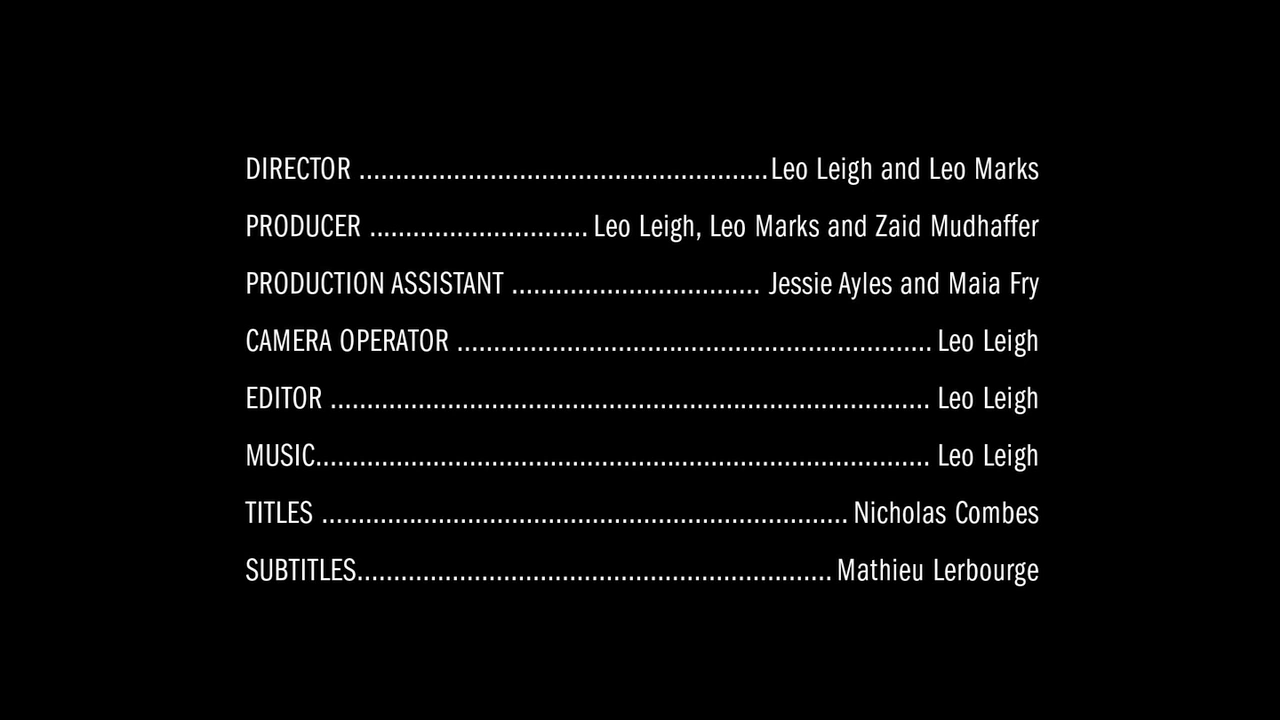 DIRECTOR ........................................................Leo Leigh and Leo Marks
PRODUCER .............................. Leo Leigh, Leo Marks and Zaid Mudhaffer
PRODUCTION ASSISTANT .................................. Jessie Ayles and Maia Fry
CAMERA OPERATOR ................................................................. Leo Leigh
EDITOR .................................................................................. Leo Leigh
MUSIC.................................................................................... Leo Leigh
TITLES ........................................................................ Nicholas Combes
SUBTITLES................................................................. Mathieu Lerbourge